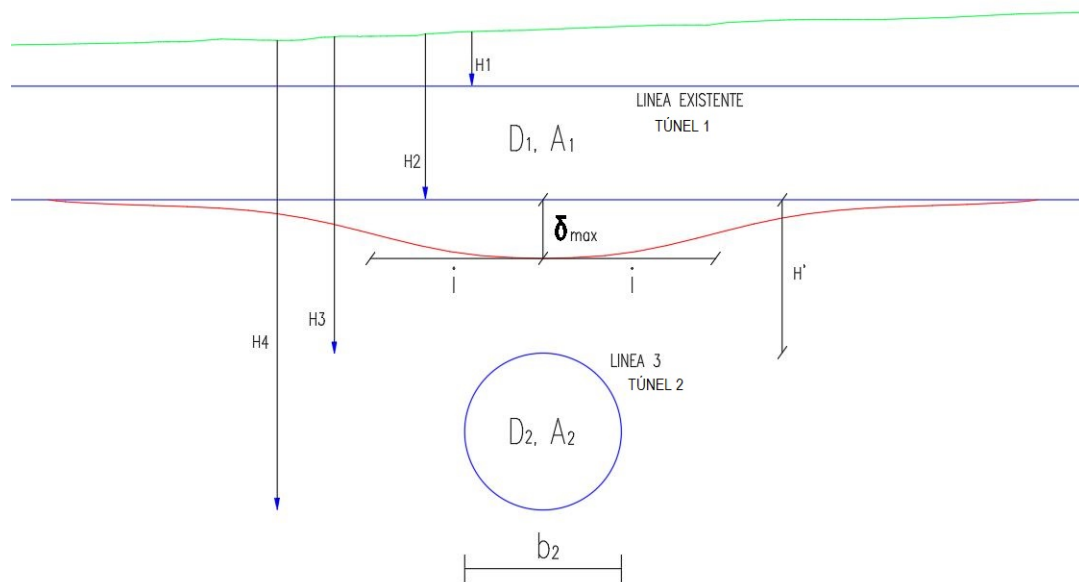 H1
LINEA EXISTENTE
TÚNEL 1
D1, A1
H2
δmax
H'
i
i
H3
H4
LINEA 3
TÚNEL 2
D2, A2
b2